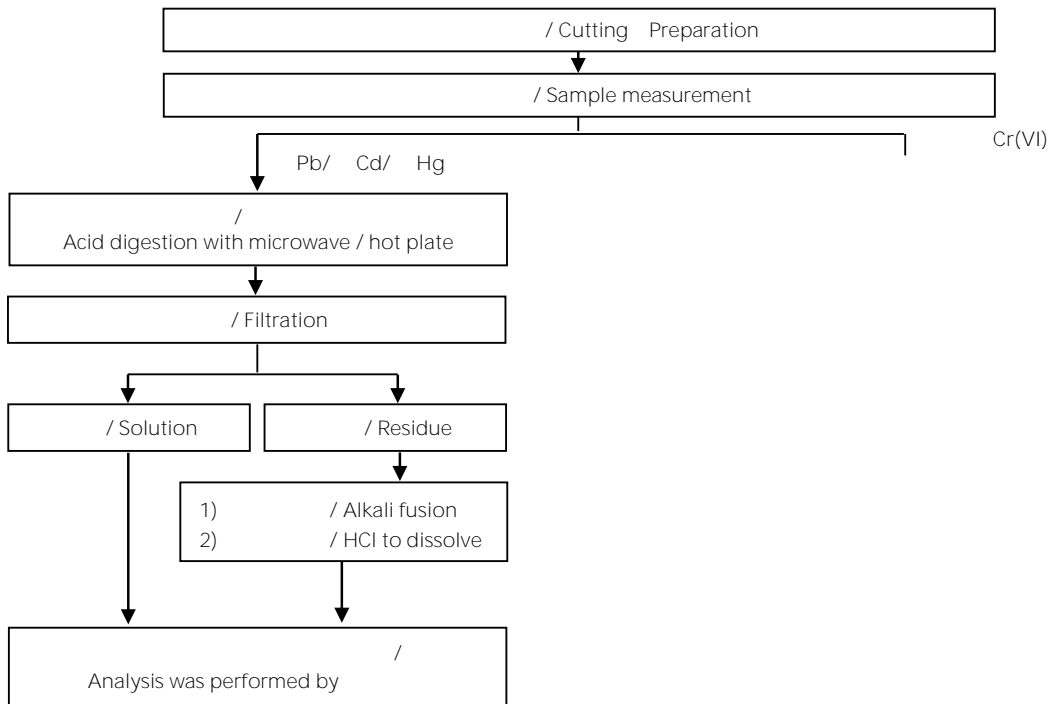 / Cutting Preparation
/ Sample measurement
Cr(VI)
Pb/ Cd/ Hg
/
Acid digestion with microwave / hot plate
/ Filtration
/ Solution
/ Residue
1) / Alkali fusion
2) / HCl to dissolve
/
Analysis was performed by